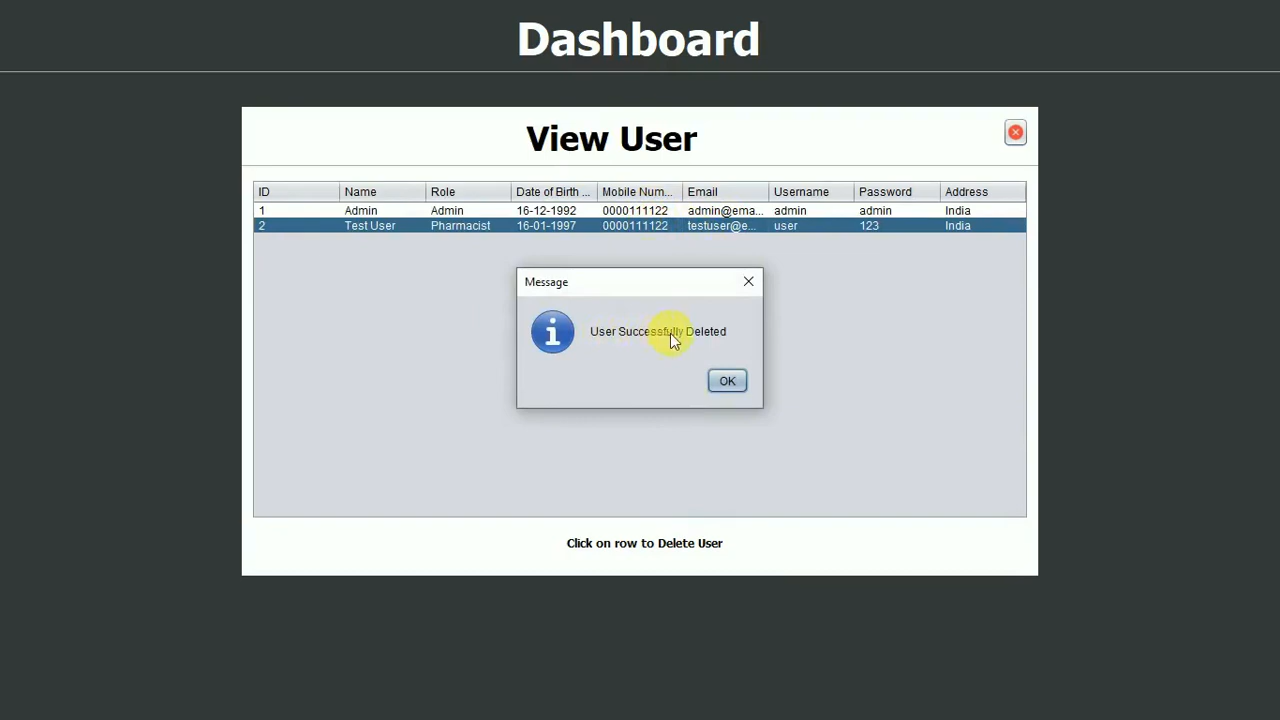 Dashboard
View User
ID Name Role Date of Birth ... Mobile Num... Email Username Password Address
1 Admin Admin 16-12-1992 0000111122 admin@ema... admin admin India
2 Test User Pharmacist 16-01-1997 0000111122 testuser@e... user 123 India
Message
User Successfully Deleted
OK
Click on row to Delete User